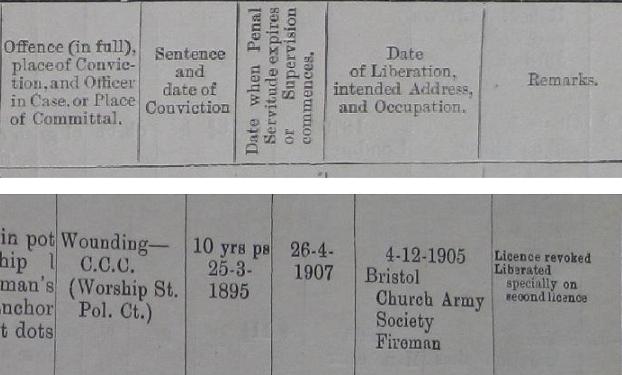 Offence (in full),
place of Convic-
tion, and Officer
in Case, or Place
of Committal.
Sentence
and
date of
Conviction
Date when Penal
Servitude expires
or Supervision
commences.
Date
of Liberation,
intended Address,
and Occupation.
Remarks.
in pot
hip 1
man's
nchor
t dots
Wounding—
C.C.C.
(Worship St.
Pol. Ct.)
10 yrs ps
25-3-
1895
26-4-
1907
4-12-1905
Bristol
Church Army
Society
Fireman
Licence revoked
Liberated
specially on
second licence